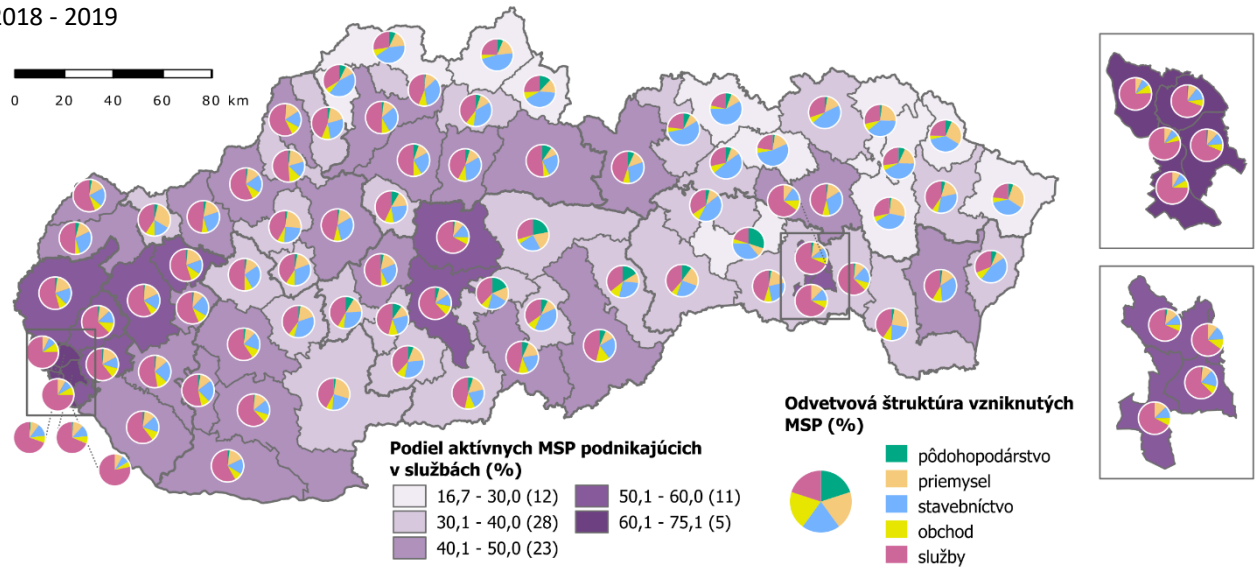 2018 - 2019
0 20 40 60 80 km
Podiel aktívnych MSP podnikajúcich
v službách (%)
16,7 - 30,0 (12)
30,1 - 40,0 (28)
40,1 - 50,0 (23)
50,1 - 60,0 (11)
60,1 - 75,1 (5)
Odvetvová štruktúra vzniknutých
MSP (%)
pôdohopodárstvo
priemysel
stavebníctvo
obchod
služby